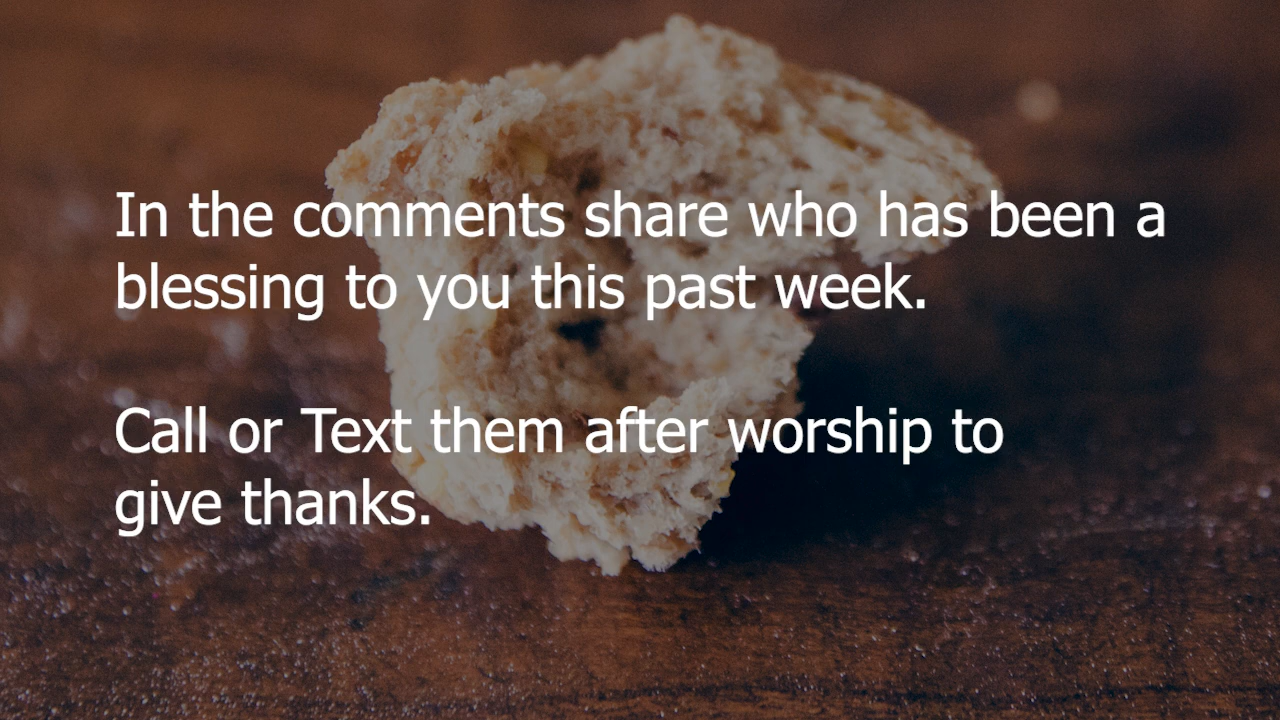 In the comments share who has been a
blessing to you this past week.
Call or Text them after worship to
give thanks.